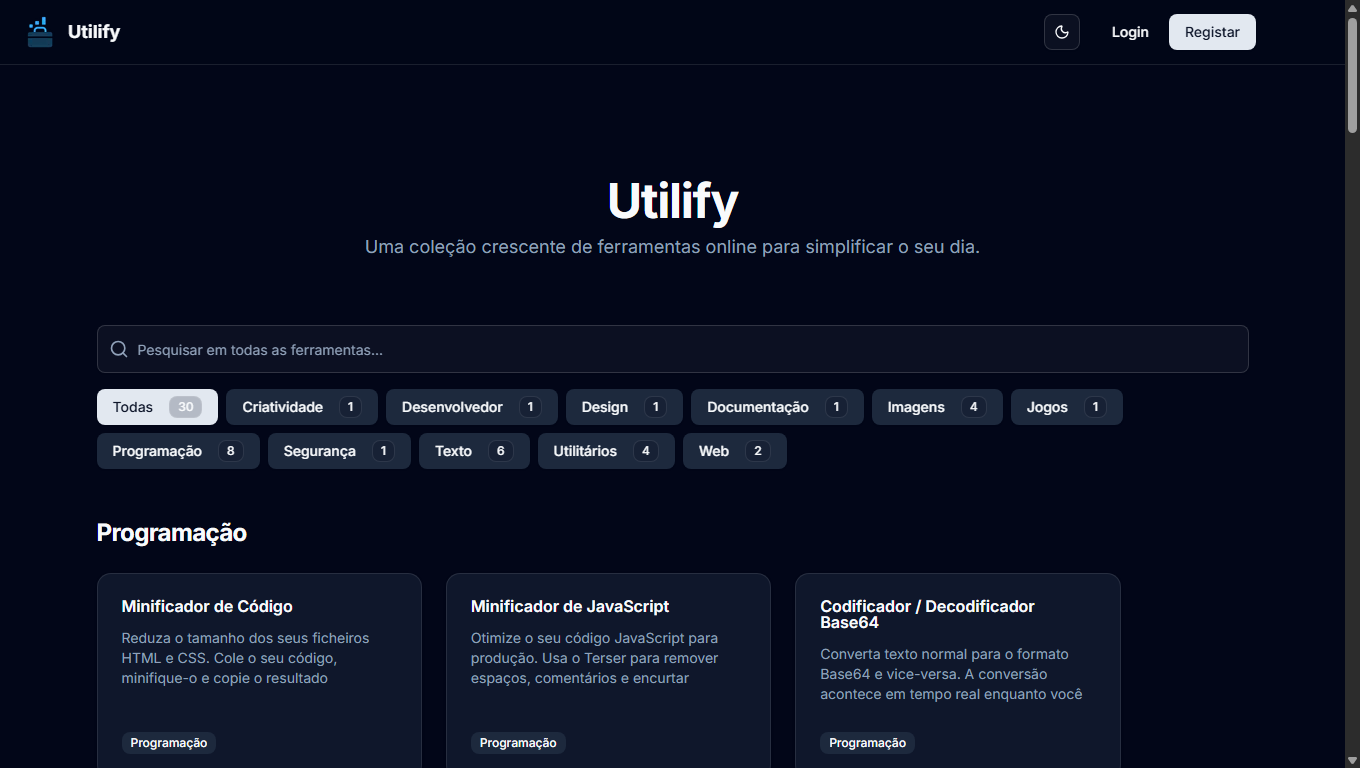 Utilify
Login
Registar
Utilify
Uma coleção crescente de ferramentas online para simplificar o seu dia.
Pesquisar em todas as ferramentas...
Todas 30
Criatividade 1
Desenvolvedor 1
Design 1
Documentação 1
Imagens 4
Jogos 1
Programação 8
Segurança 1
Texto 6
Utilitários 4
Web 2
Programação
Minificador de Código
Reduza o tamanho dos seus ficheiros
HTML e CSS. Cole o seu código,
minifique-o e copie o resultado
Programação
Minificador de JavaScript
Otimize o seu código JavaScript para
produção. Usa o Terser para remover
espaços, comentários e encurtar
Programação
Codificador / Decodificador
Base64
Converta texto normal para o formato
Base64 e vice-versa. A conversão
acontece em tempo real enquanto você
Programação